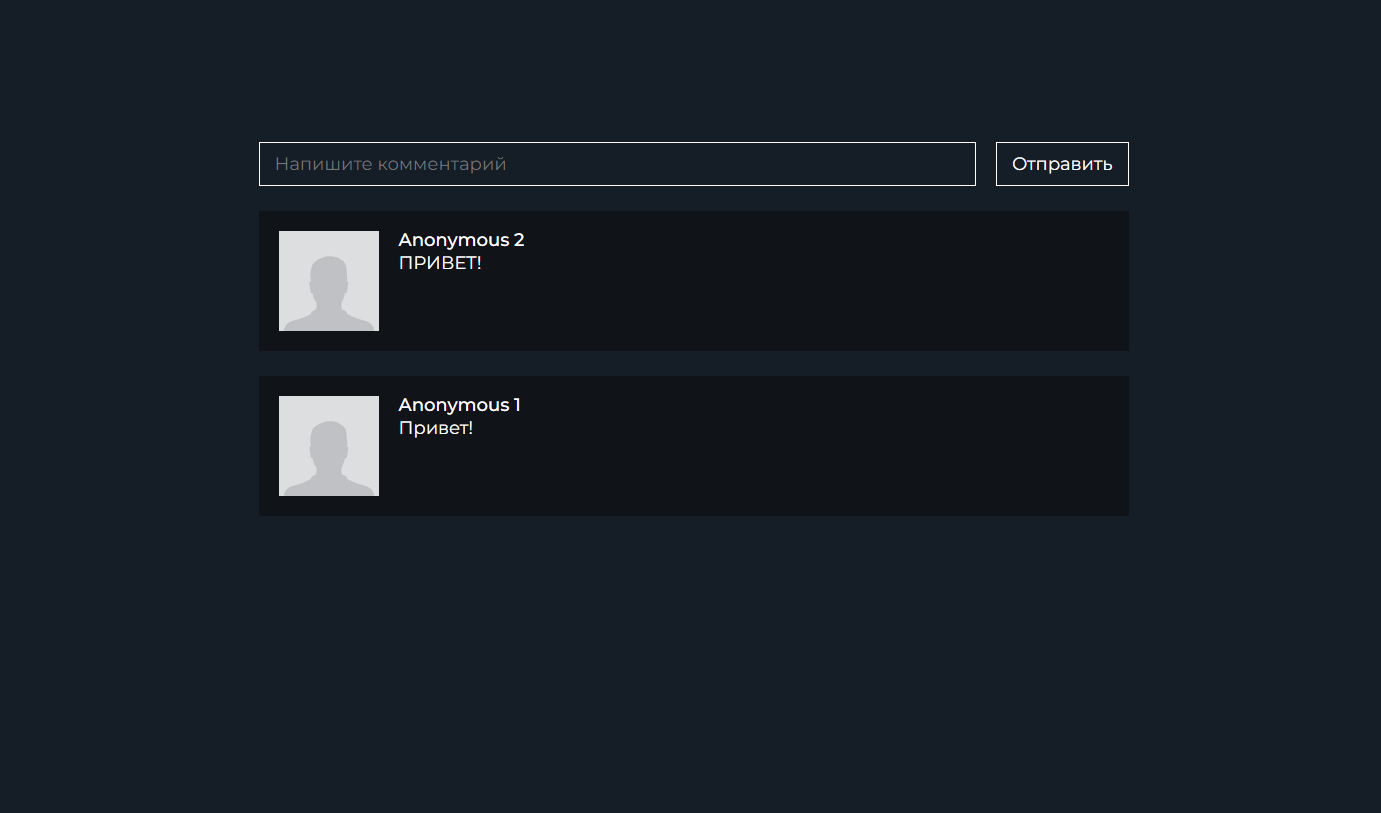 Напишите комментарий
Отправить
Anonymous 2
ПРИВЕТ!
Anonymous 1
Привет!